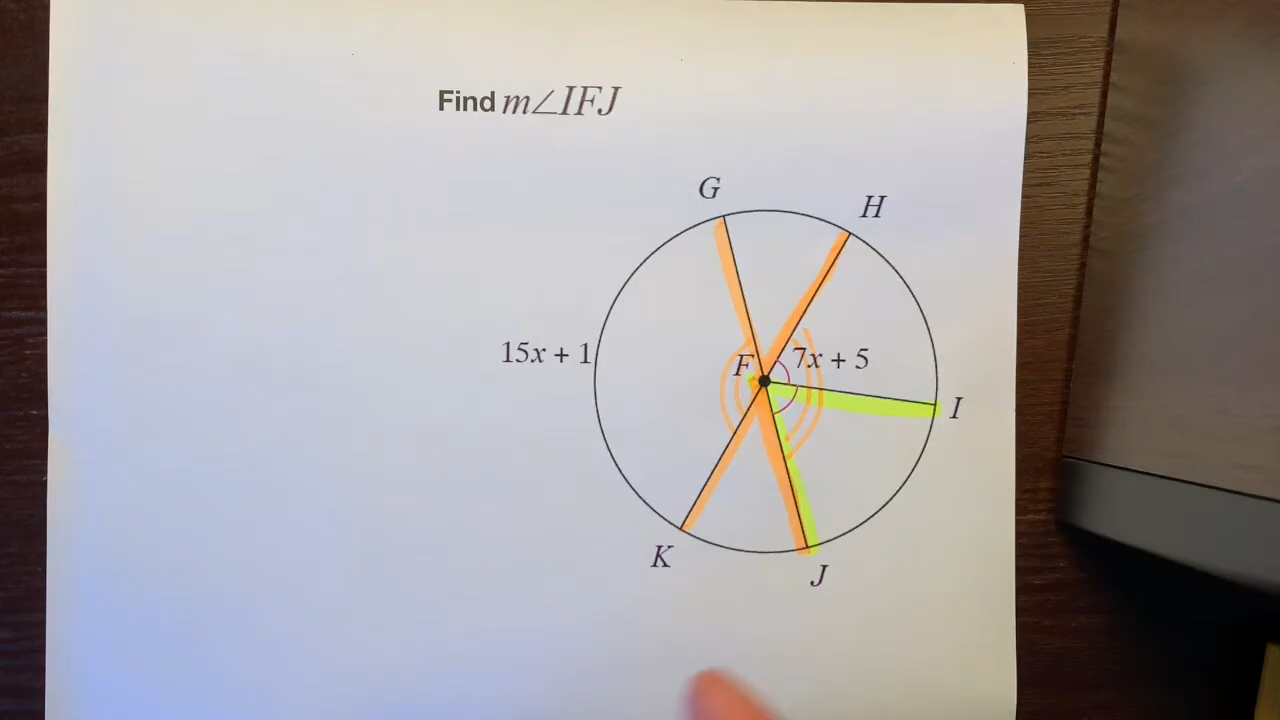 Find m∠IFJ
G
H
15x + 1
F
7x + 5
I
K
J